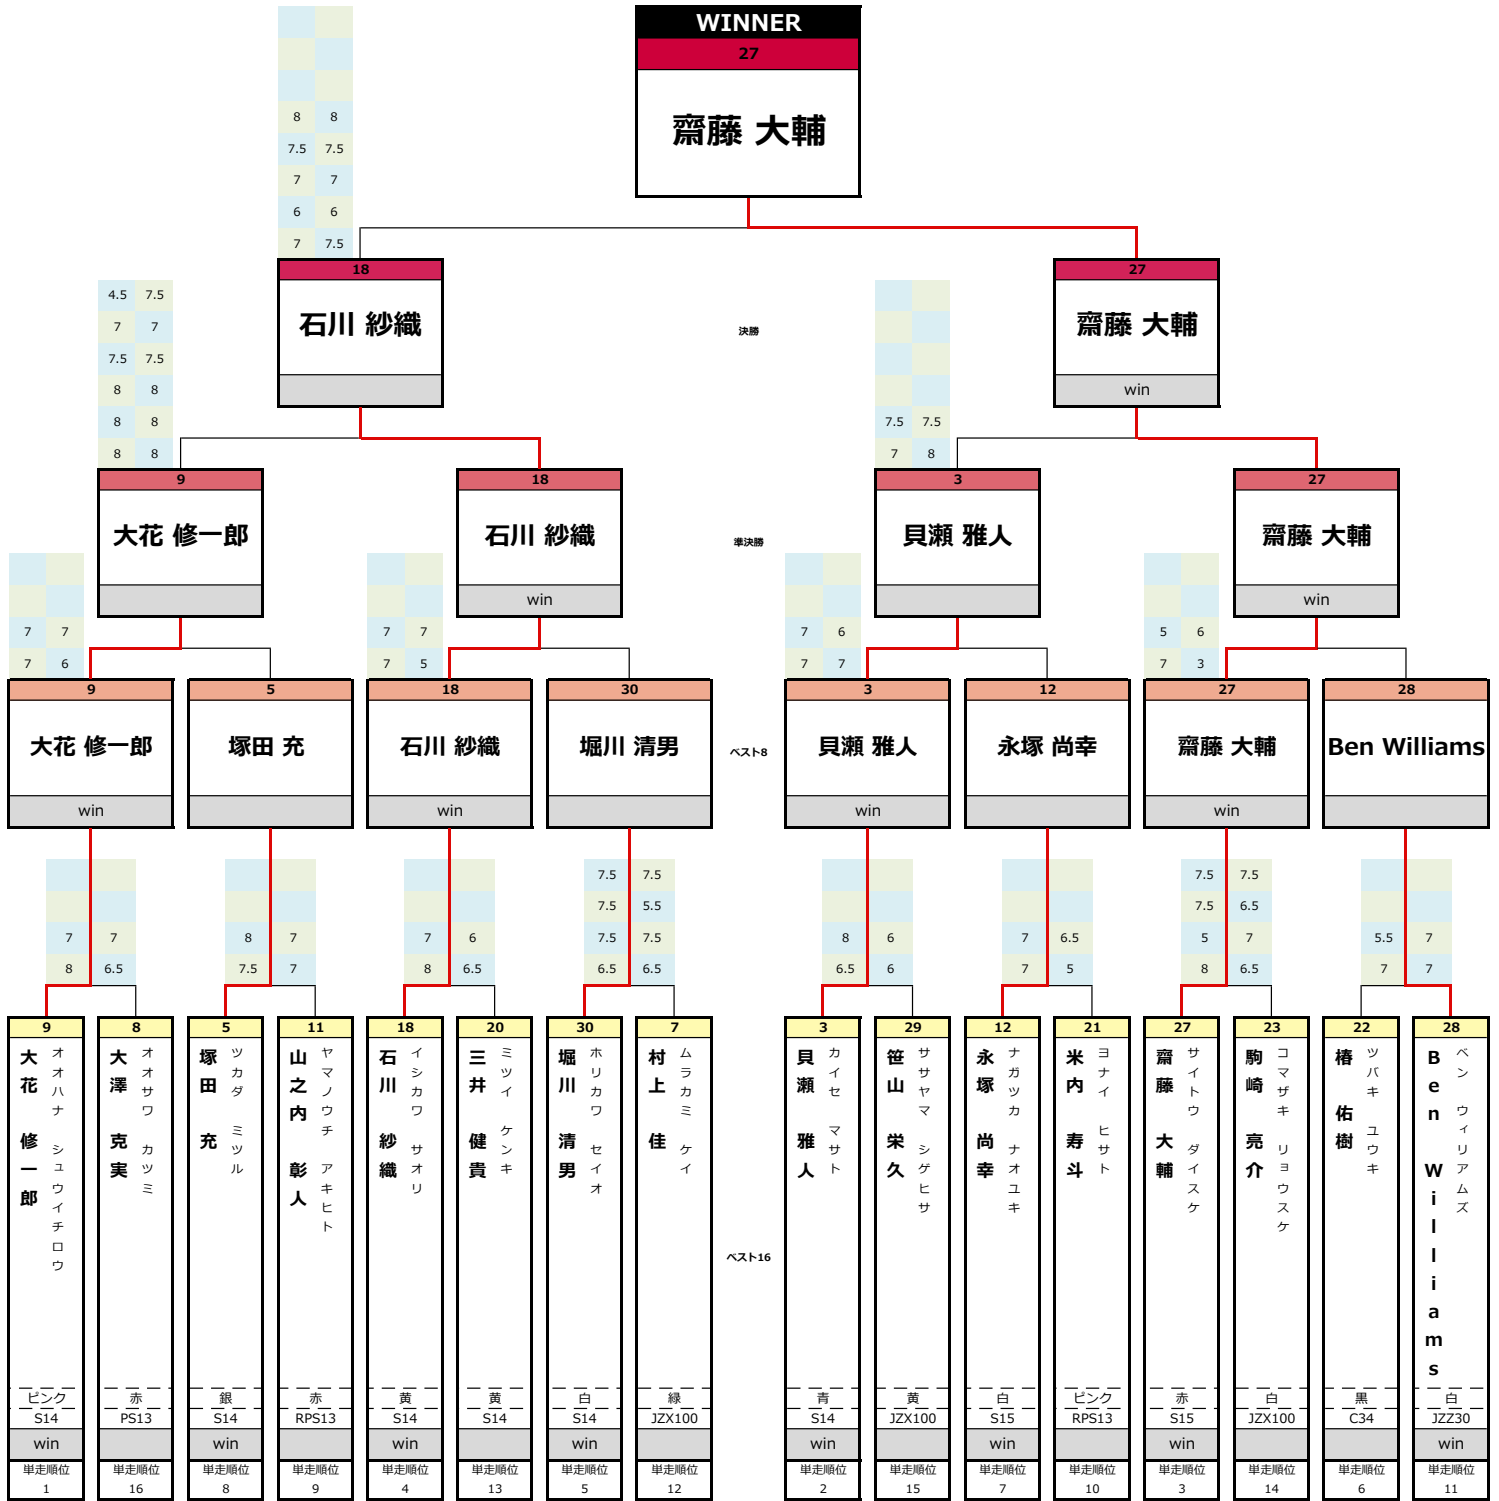 WINNER
27
齋藤 大輔
8 8
7.5 7.5
7 7
6 6
7 7.5
18 27
石川 紗織 齋藤 大輔
決勝
win
4.5 7.5
7 7
7.5 7.5
8 8
8 8 7.5 7.5
8 8 7 8
9 18 3 27
大花 修一郎 石川 紗織 貝瀬 雅人 齋藤 大輔
準決勝
win win
7 7 7 7 7 6 5 6
7 6 7 5 7 7 7 3
9 5 18 30 3 12 27 28
大花 修一郎 塚田 充 石川 紗織 堀川 清男 ベスト8 貝瀬 雅人 永塚 尚幸 齋藤 大輔 Ben Williams
win win win win
7.5 7.5 7.5 7.5
7.5 5.5 7.5 6.5
7 7 8 7 7 6 7.5 7.5 8 6 7 6.5 5 7 5.5 7
8 6.5 7.5 7 8 6.5 6.5 6.5 6.5 6 7 5 8 6.5 7 7
9 8 5 11 18 20 30 7 3 29 12 21 27 23 22 28
大花 修一郎 オオハナ シュウイチロウ
大澤 克実 オオサワ カツミ
塚田 充 ツカダ ミツル
山之内 彰人 ヤマノウチ アキヒト
石川 紗織 イシカワ サオリ
三井 健貴 ミツイ ケンキ
堀川 清男 ホリカワ セイオ
村上 佳 ムラカミ ケイ
ベスト16
貝瀬 雅人 カイセ マサト
笹山 栄久 ササヤマ シゲヒサ
永塚 尚幸 ナガツカ ナオユキ
米内 寿斗 ヨナイ ヒサト
齋藤 大輔 サイトウ ダイスケ
駒崎 亮介 コマザキ リョウスケ
椿 佑樹 ツバキ ユウキ
Ben Williams ベン ウィリアムズ
ピンク 赤 銀 赤 黄 黄 白 緑 青 黄 白 ピンク 赤 白 黒 白
S14 PS13 S14 RPS13 S14 S14 S14 JZX100 S14 JZX100 S15 RPS13 S15 JZX100 C34 JZZ30
win win win win win win win win
単走順位 単走順位 単走順位 単走順位 単走順位 単走順位 単走順位 単走順位 単走順位 単走順位 単走順位 単走順位 単走順位 単走順位 単走順位 単走順位
1 16 8 9 4 13 5 12 2 15 7 10 3 14 6 11